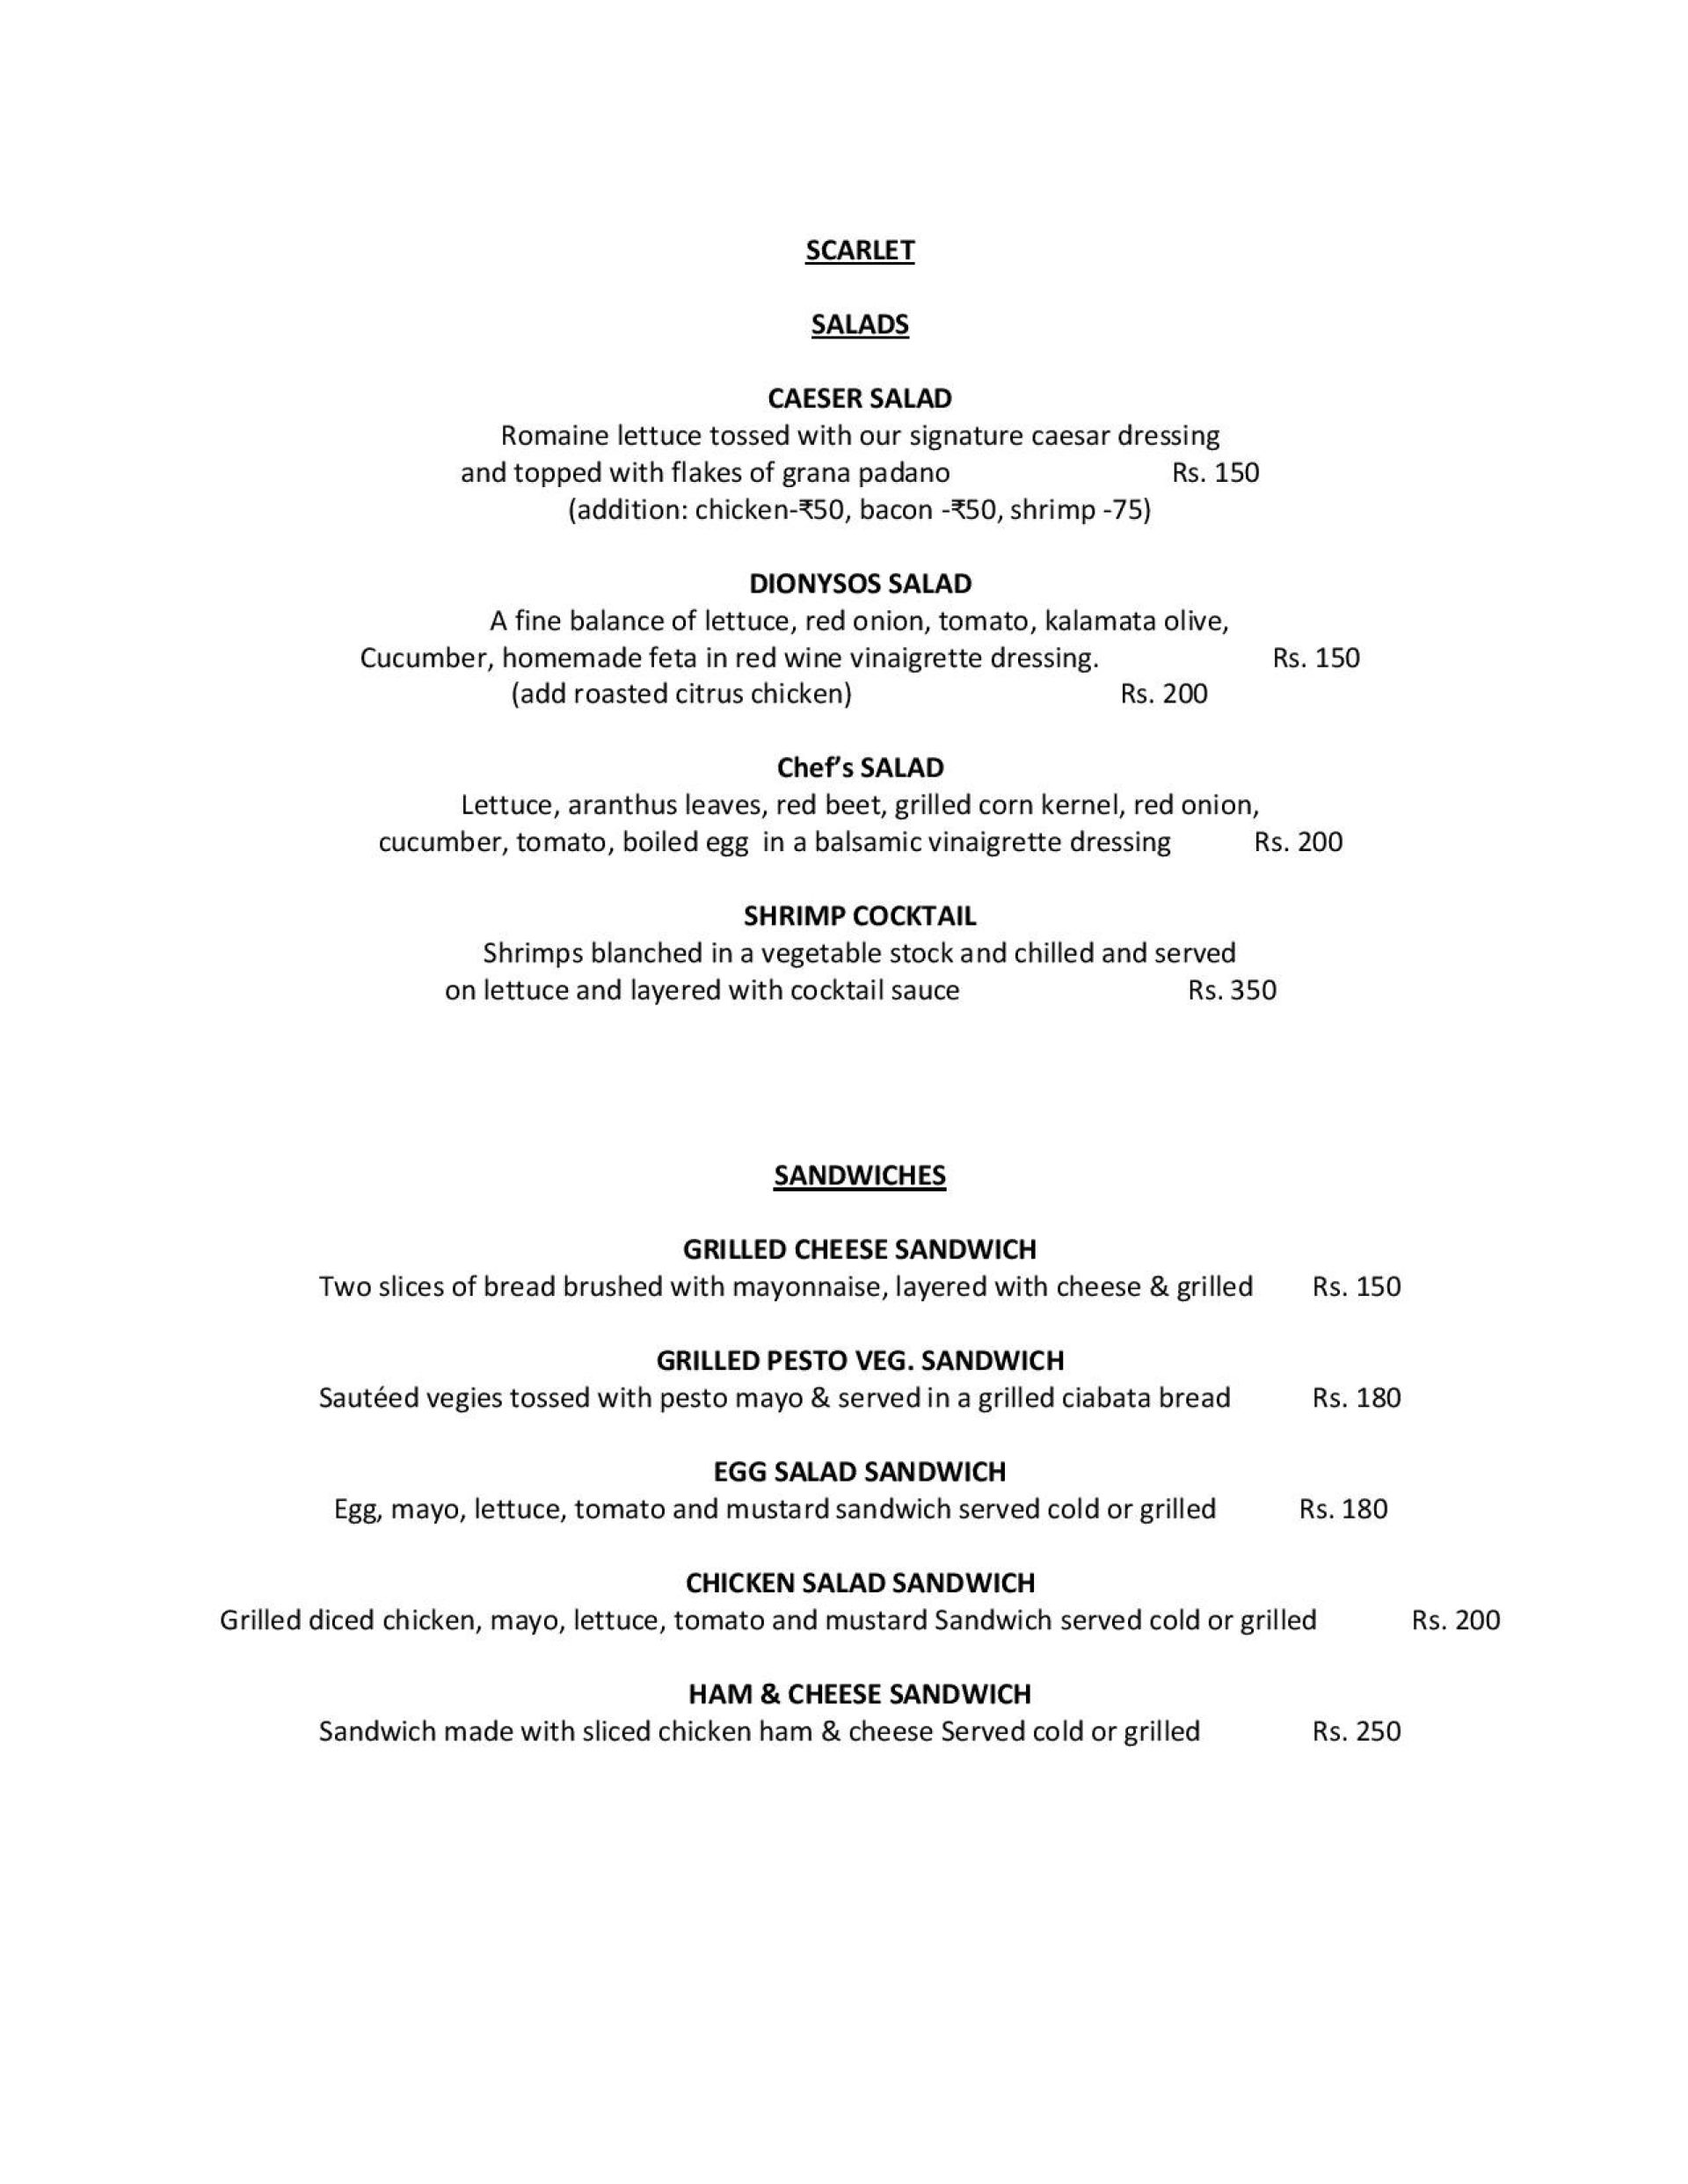 SCARLET
SALADS
CAESER SALAD
Romaine lettuce tossed with our signature caesar dressing
and topped with flakes of grana padano Rs. 150
(addition: chicken-₹50, bacon -₹50, shrimp -75)
DIONYSOS SALAD
A fine balance of lettuce, red onion, tomato, kalamata olive,
Cucumber, homemade feta in red wine vinaigrette dressing. Rs. 150
(add roasted citrus chicken) Rs. 200
Chef’s SALAD
Lettuce, aranthus leaves, red beet, grilled corn kernel, red onion,
cucumber, tomato, boiled egg in a balsamic vinaigrette dressing Rs. 200
SHRIMP COCKTAIL
Shrimps blanched in a vegetable stock and chilled and served
on lettuce and layered with cocktail sauce Rs. 350
SANDWICHES
GRILLED CHEESE SANDWICH
Two slices of bread brushed with mayonnaise, layered with cheese & grilled Rs. 150
GRILLED PESTO VEG. SANDWICH
Sautéed vegies tossed with pesto mayo & served in a grilled ciabata bread Rs. 180
EGG SALAD SANDWICH
Egg, mayo, lettuce, tomato and mustard sandwich served cold or grilled Rs. 180
CHICKEN SALAD SANDWICH
Grilled diced chicken, mayo, lettuce, tomato and mustard Sandwich served cold or grilled Rs. 200
HAM & CHEESE SANDWICH
Sandwich made with sliced chicken ham & cheese Served cold or grilled Rs. 250